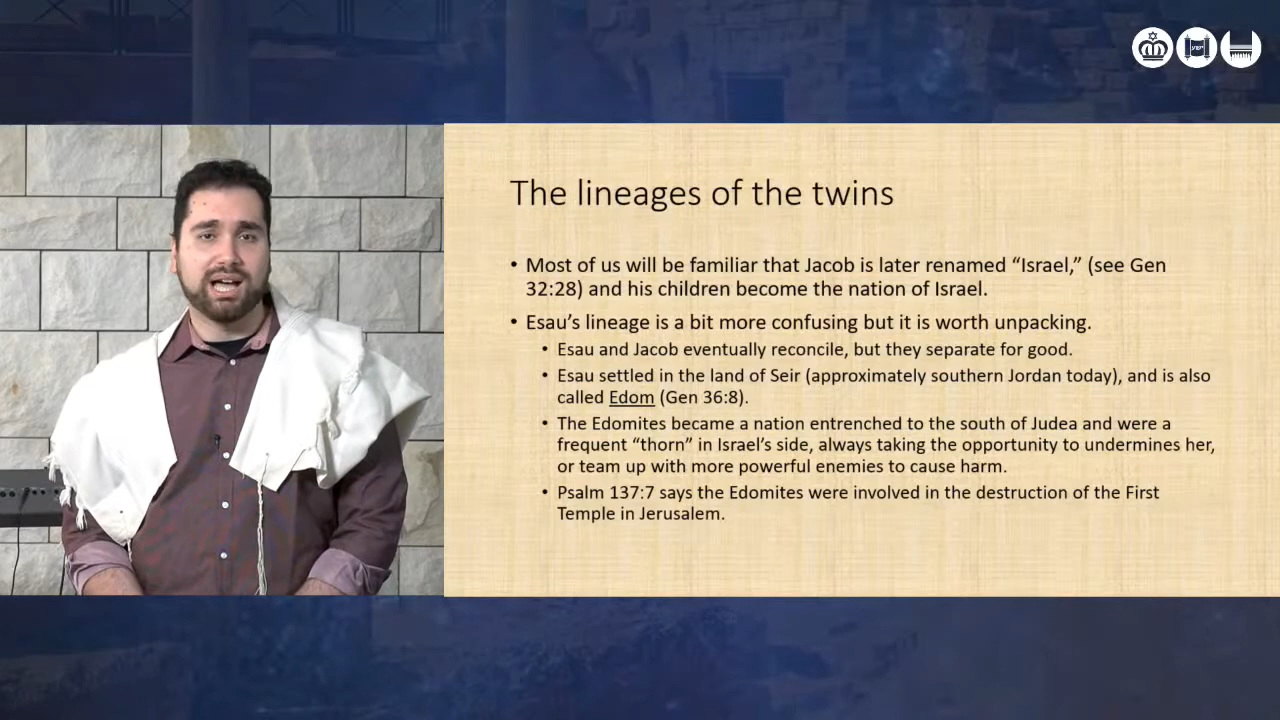 The lineages of the twins
• Most of us will be familiar that Jacob is later renamed “Israel,” (see Gen
32:28) and his children become the nation of Israel.
• Esau’s lineage is a bit more confusing but it is worth unpacking.
• Esau and Jacob eventually reconcile, but they separate for good.
• Esau settled in the land of Seir (approximately southern Jordan today), and is also
called Edom (Gen 36:8).
• The Edomites became a nation entrenched to the south of Judea and were a
frequent “thorn” in Israel’s side, always taking the opportunity to undermines her,
or team up with more powerful enemies to cause harm.
• Psalm 137:7 says the Edomites were involved in the destruction of the First
Temple in Jerusalem.